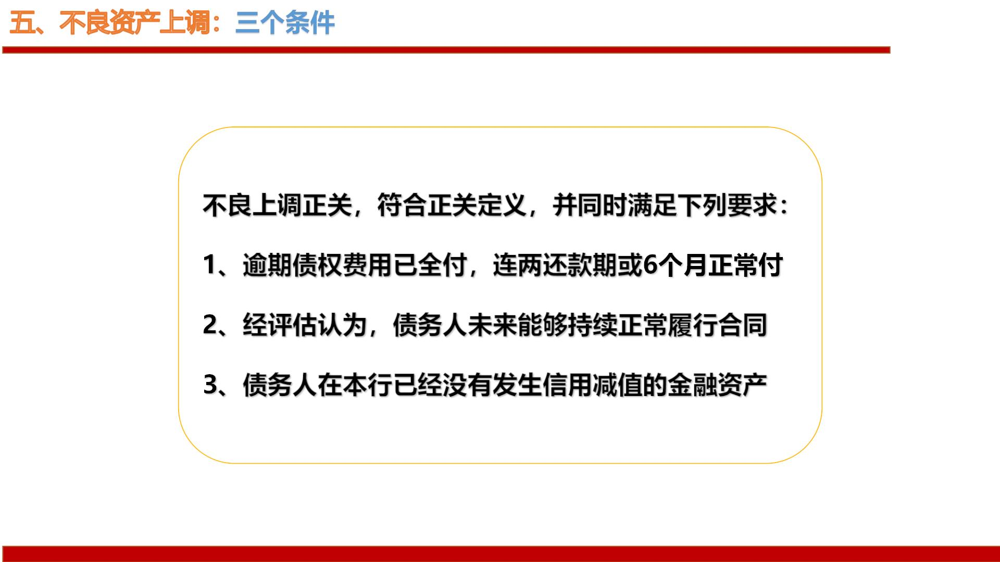 五、不良资产上调：三个条件
不良上调正关，符合正关定义，并同时满足下列要求：
1、逾期债权费用已全付，连两还款期或6个月正常付
2、经评估认为，债务人未来能够持续正常履行合同
3、债务人在本行已经没有发生信用减值的金融资产